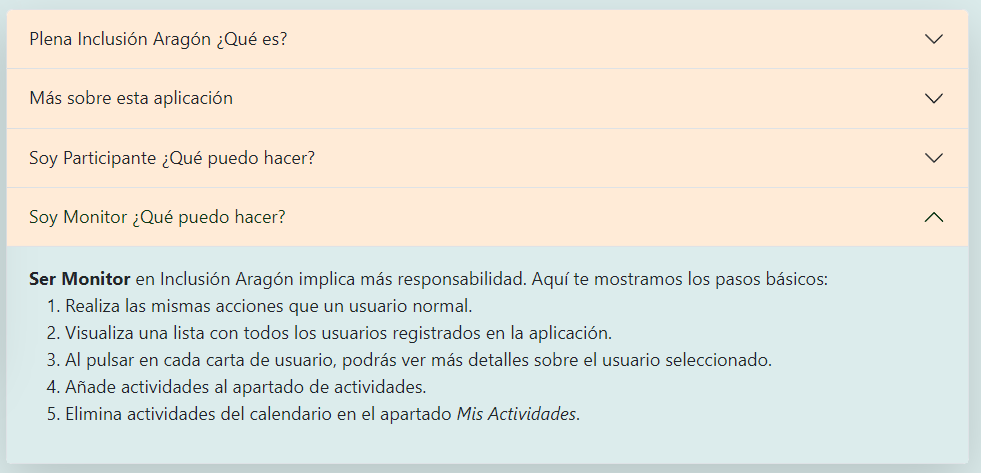 Plena Inclusión Aragón ¿Qué es?
Más sobre esta aplicación
Soy Participante ¿Qué puedo hacer?
Soy Monitor ¿Qué puedo hacer?
Ser Monitor en Inclusión Aragón implica más responsabilidad. Aquí te mostramos los pasos básicos:
1. Realiza las mismas acciones que un usuario normal.
2. Visualiza una lista con todos los usuarios registrados en la aplicación.
3. Al pulsar en cada carta de usuario, podrás ver más detalles sobre el usuario seleccionado.
4. Añade actividades al apartado de actividades.
5. Elimina actividades del calendario en el apartado Mis Actividades.